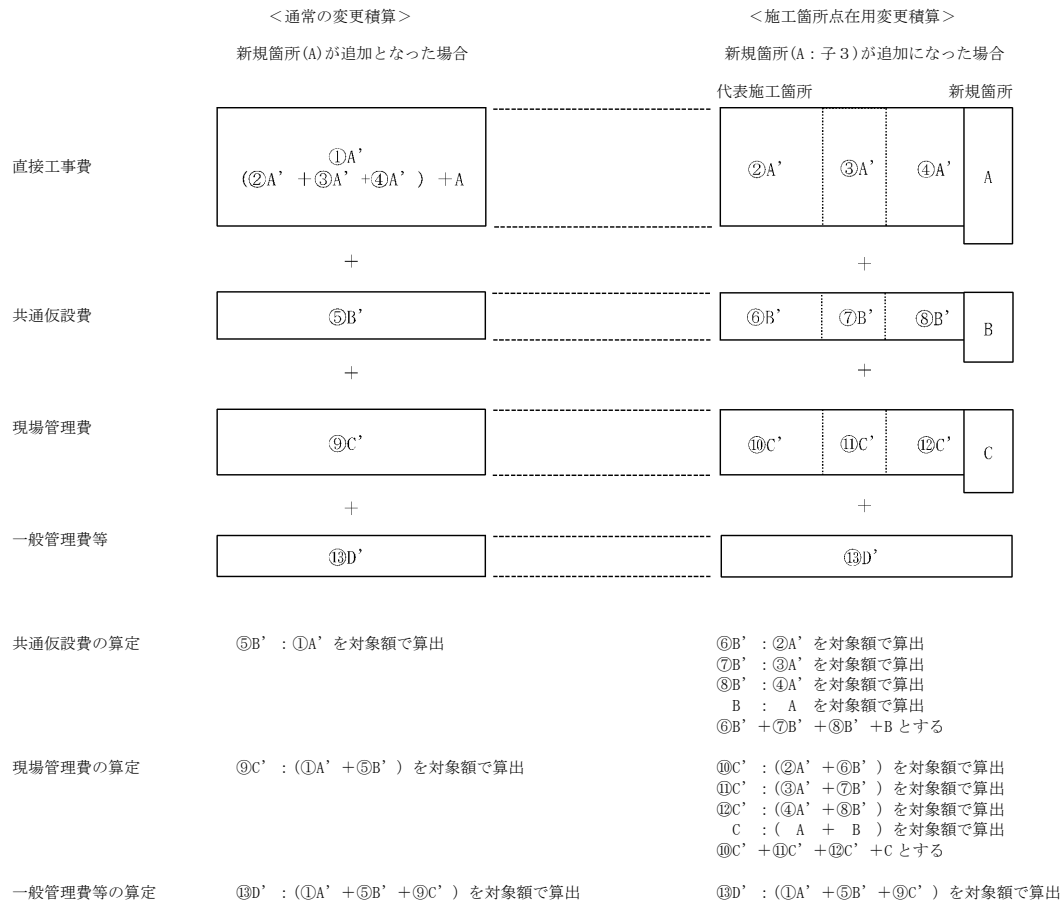 ＜通常の変更積算＞ ＜施工箇所点在用変更積算＞
新規箇所(A)が追加となった場合 新規箇所(A：子３)が追加になった場合
代表施工箇所 新規箇所
直接工事費
①A’
(②A’＋③A’+④A’) ＋A
②A’ ③A’ ④A’ A
＋ ＋
共通仮設費 ⑤B’ ⑥B’ ⑦B’ ⑧B’ B
＋ ＋
現場管理費 ⑨C’ ⑩C’ ⑪C’ ⑫C’ C
＋ ＋
一般管理費等 ⑬D’ ⑬D’
共通仮設費の算定 ⑤B’：①A’を対象額で算出 ⑥B’：②A’を対象額で算出
⑦B’：③A’を対象額で算出
⑧B’：④A’を対象額で算出
B ： A を対象額で算出
⑥B’＋⑦B’＋⑧B’＋Bとする
現場管理費の算定 ⑨C’：(①A’＋⑤B’) を対象額で算出 ⑩C’：(②A’＋⑥B’) を対象額で算出
⑪C’：(③A’＋⑦B’) を対象額で算出
⑫C’：(④A’＋⑧B’) を対象額で算出
C ：( A ＋ B ) を対象額で算出
⑩C’＋⑪C’＋⑫C’＋Cとする
一般管理費等の算定 ⑬D’：(①A’＋⑤B’＋⑨C’) を対象額で算出 ⑬D’：(①A’＋⑤B’＋⑨C’) を対象額で算出